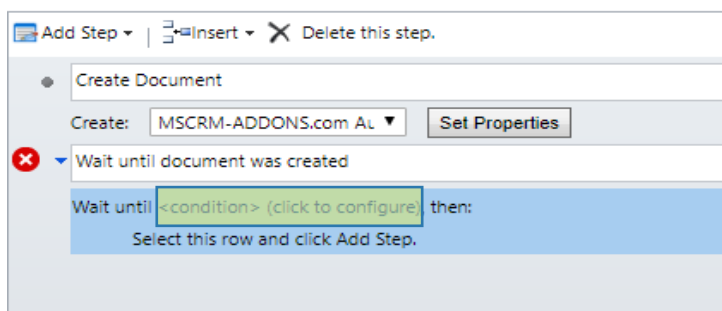 Add Step Insert Delete this step.
Create Document
Create: MSCRM-ADDONS.com Au Set Properties
Wait until document was created
Wait until <condition> (click to configure), then:
Select this row and click Add Step.